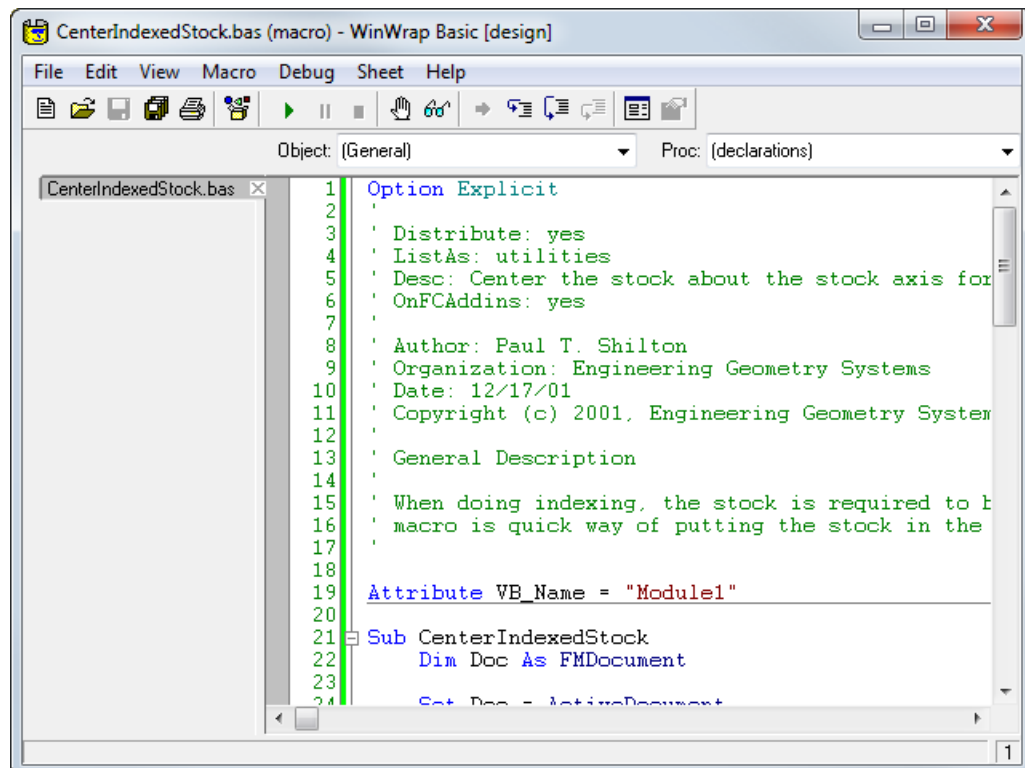 CenterIndexedStock.bas (macro) - WinWrap Basic [design]
File Edit View Macro Debug Sheet Help
Object: (General) Proc: (declarations)
CenterIndexedStock.bas
1 Option Explicit
2 '
3 ' Distribute: yes
4 ' ListAs: utilities
5 ' Desc: Center the stock about the stock axis for
6 ' OnFCAddins: yes
7 '
8 ' Author: Paul T. Shilton
9 ' Organization: Engineering Geometry Systems
10 ' Date: 12/17/01
11 ' Copyright (c) 2001, Engineering Geometry System
12 '
13 ' General Description
14 '
15 ' When doing indexing, the stock is required to
16 ' macro is quick way of putting the stock in the
17 '
18
19 Attribute VB_Name = "Module1"
20
21 Sub CenterIndexedStock
22 Dim Doc As FMDocument
23
24 Set Doc = ActiveDocument
1